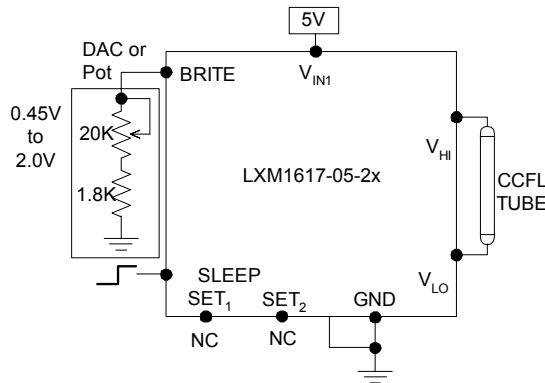 5V
DAC or
Pot
BRITE
V_IN1
0.45V
to
2.0V
20K
1.8K
V_HI
LXM1617-05-2x
CCFL
TUBE
SLEEP
V_LO
SET_1
SET_2
GND
NC
NC